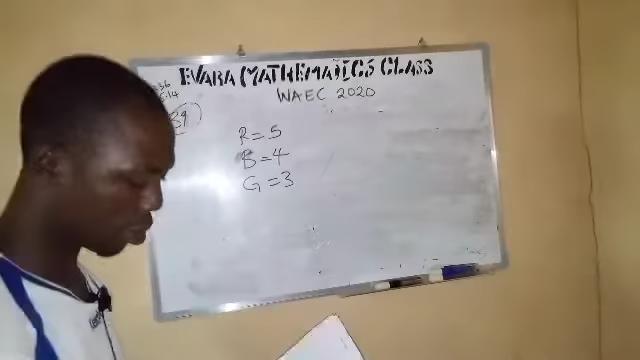 EVARA MATHEMATICS CLASS
WAEC 2020
39
R=5
B=4
G=3